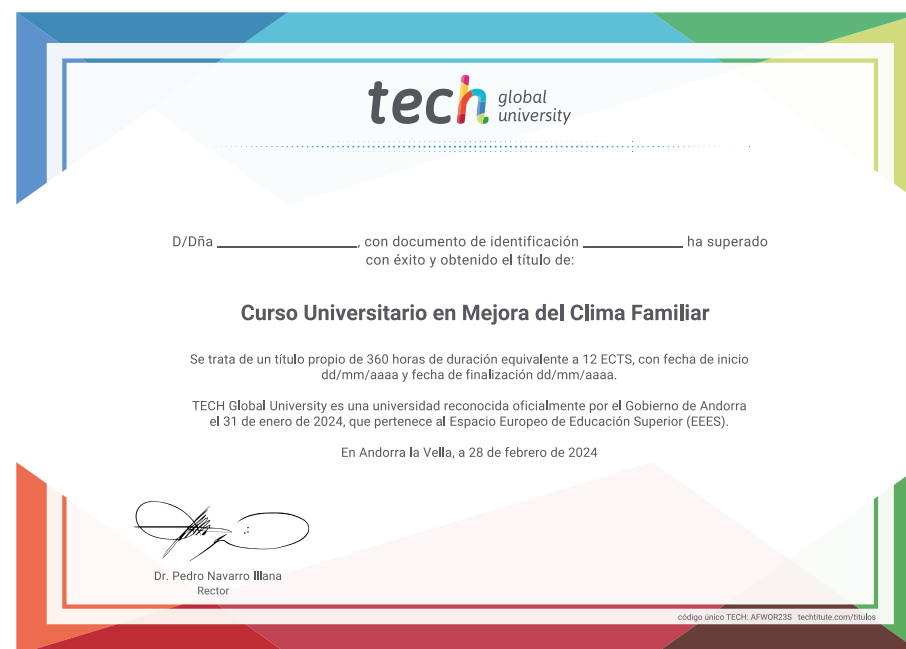 tech global university
D/Dña ____________________, con documento de identificación ______________ ha superado
con éxito y obtenido el título de:
Curso Universitario en Mejora del Clima Familiar
Se trata de un título propio de 360 horas de duración equivalente a 12 ECTS, con fecha de inicio
dd/mm/aaaa y fecha de finalización dd/mm/aaaa.
TECH Global University es una universidad reconocida oficialmente por el Gobierno de Andorra
el 31 de enero de 2024, que pertenece al Espacio Europeo de Educación Superior (EEES).
En Andorra la Vella, a 28 de febrero de 2024
Dr. Pedro Navarro Illana
Rector
código único TECH: AFWOR23S techtitute.com/titulos